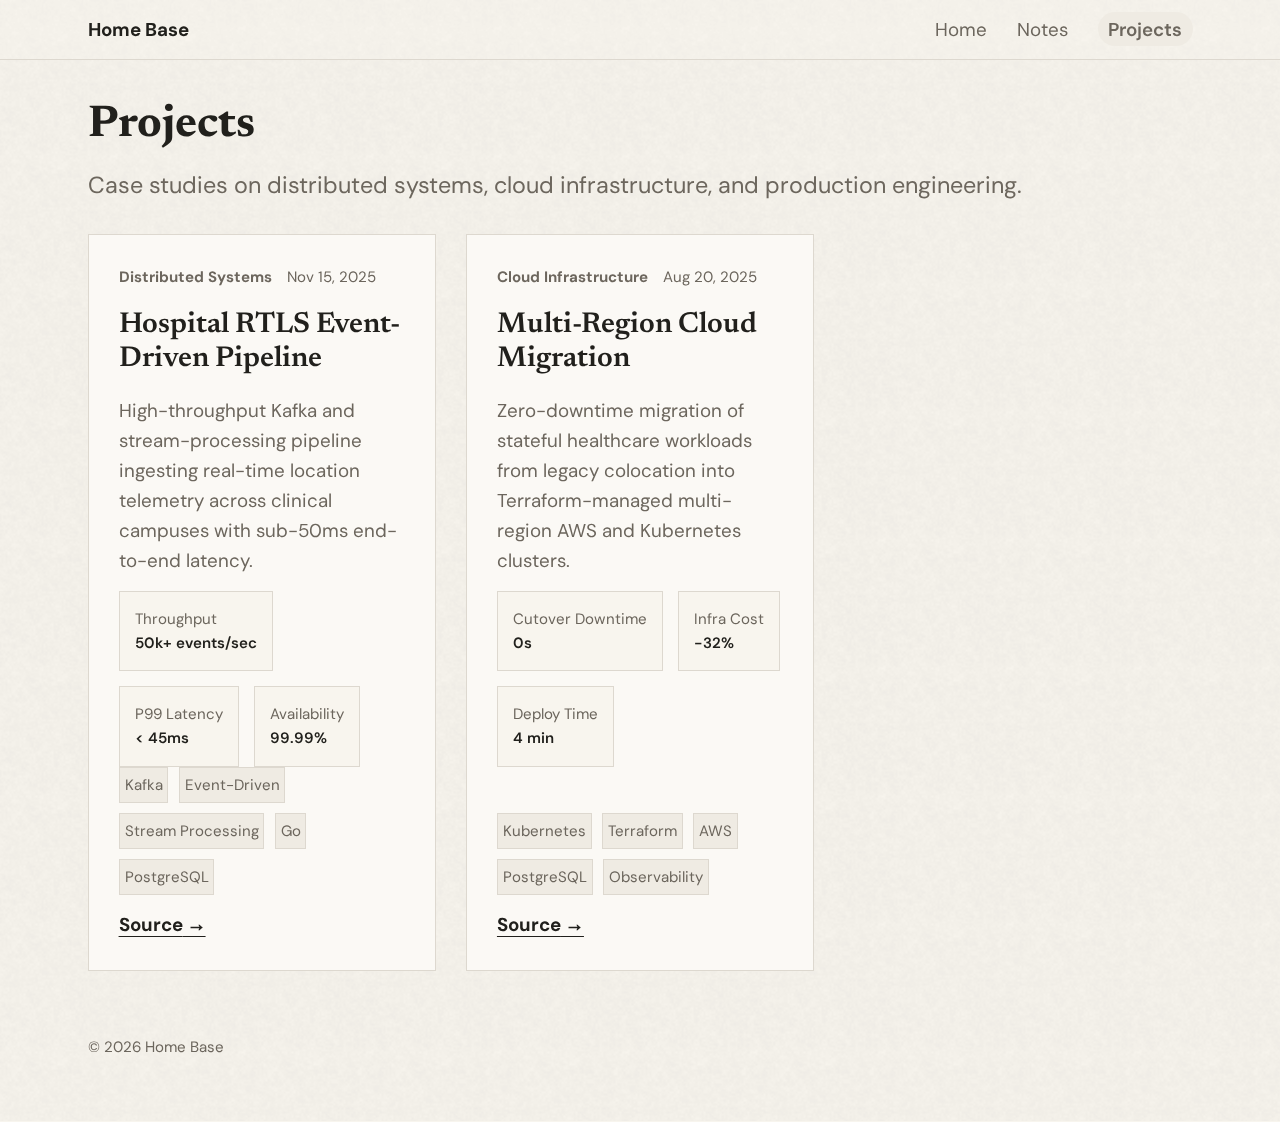 Home Base
Home
Notes
Projects
Projects
Case studies on distributed systems, cloud infrastructure, and production engineering.
Distributed Systems Nov 15, 2025
Hospital RTLS Event-
Driven Pipeline
High-throughput Kafka and
stream-processing pipeline
ingesting real-time location
telemetry across clinical
campuses with sub-50ms end-
to-end latency.
Throughput
50k+ events/sec
P99 Latency
< 45ms
Availability
99.99%
Kafka
Event-Driven
Stream Processing
Go
PostgreSQL
Source →
Cloud Infrastructure Aug 20, 2025
Multi-Region Cloud
Migration
Zero-downtime migration of
stateful healthcare workloads
from legacy colocation into
Terraform-managed multi-
region AWS and Kubernetes
clusters.
Cutover Downtime
0s
Infra Cost
-32%
Deploy Time
4 min
Kubernetes
Terraform
AWS
PostgreSQL
Observability
Source →
© 2026 Home Base